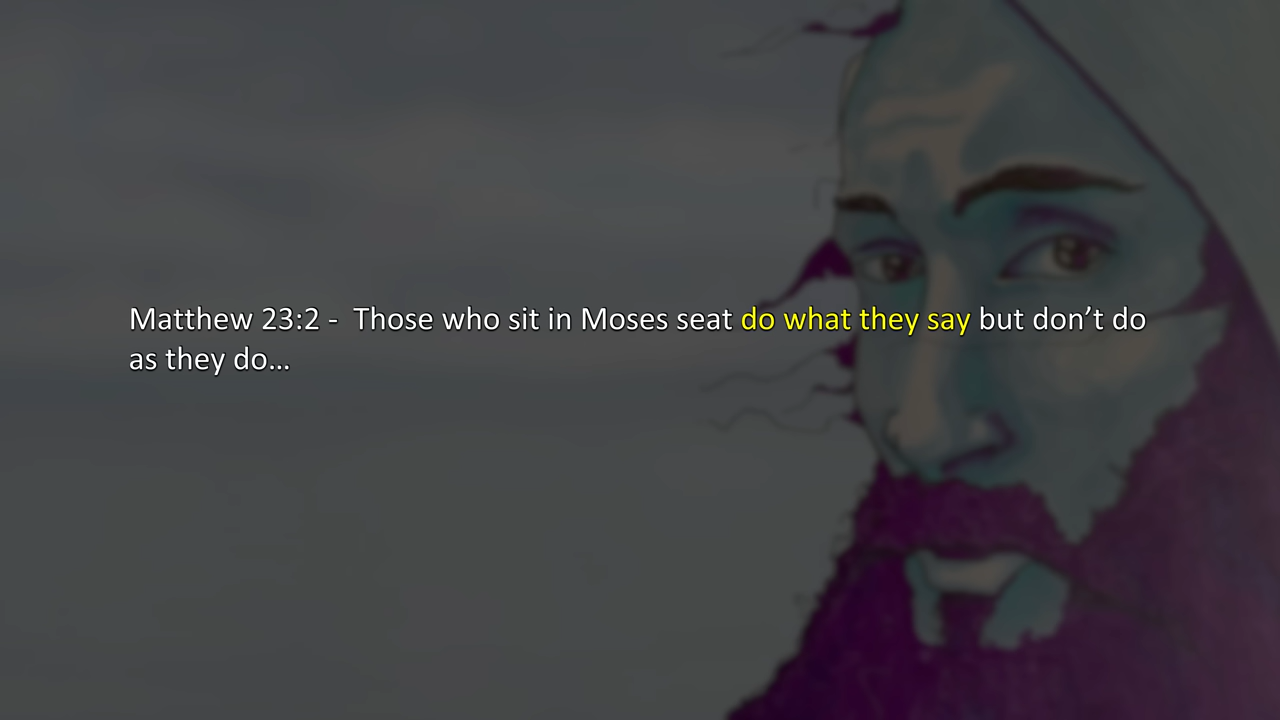 Matthew 23:2 -  Those who sit in Moses seat do what they say but don’t do
as they do…